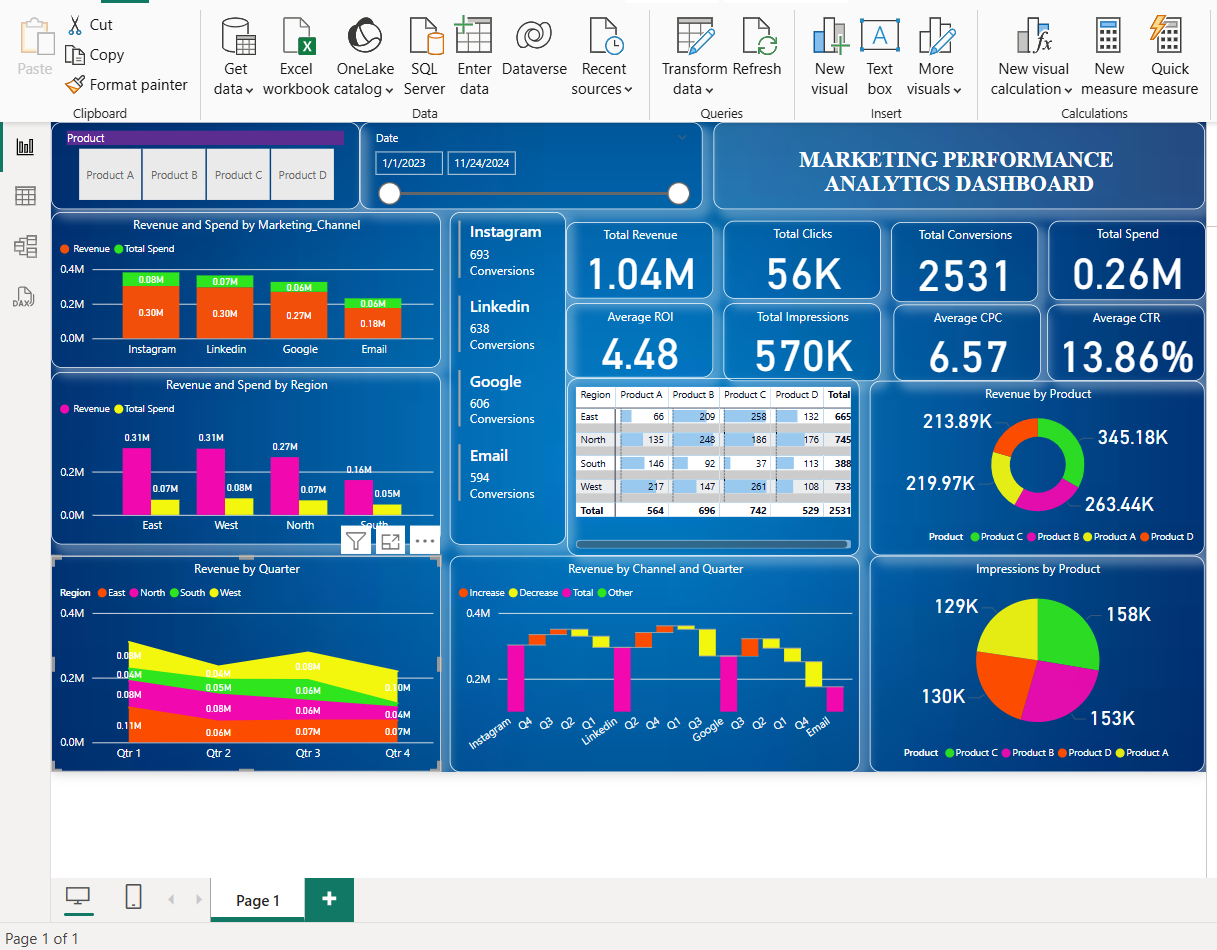 Paste
Cut
Copy
Format painter
Clipboard
Get data
Excel workbook
OneLake catalog
SQL Server
Enter data
Dataverse
Recent sources
Data
Transform data
Refresh
Queries
New visual
Text box
More visuals
Insert
New visual calculation
New measure
Quick measure
Calculations
DAX
Product
Product A
Product B
Product C
Product D
Date
1/1/2023
11/24/2024
MARKETING PERFORMANCE
ANALYTICS DASHBOARD
Revenue and Spend by Marketing_Channel
Revenue Total Spend
0.4M
0.2M
0.0M
0.08M 0.07M 0.06M 0.06M
0.30M 0.30M 0.27M 0.18M
Instagram Linkedin Google Email
Instagram
693
Conversions
Linkedin
638
Conversions
Google
606
Conversions
Email
594
Conversions
Total Revenue
1.04M
Total Clicks
56K
Total Conversions
2531
Total Spend
0.26M
Average ROI
4.48
Total Impressions
570K
Average CPC
6.57
Average CTR
13.86%
Revenue and Spend by Region
Revenue Total Spend
0.2M
0.0M
0.31M 0.31M 0.27M 0.16M
0.07M 0.08M 0.07M 0.05M
East West North South
Region Product A Product B Product C Product D Total
East 66 209 258 132 665
North 135 248 186 176 745
South 146 92 37 113 388
West 217 147 261 108 733
Total 564 696 742 529 2531
Revenue by Product
213.89K
345.18K
219.97K
263.44K
Product Product C Product B Product A Product D
Revenue by Quarter
Region East North South West
0.4M
0.2M
0.0M
0.08M 0.04M 0.08M 0.10M
0.04M 0.05M 0.06M 0.04M
0.08M 0.08M 0.06M
0.11M 0.06M 0.07M 0.07M
Qtr 1 Qtr 2 Qtr 3 Qtr 4
Revenue by Channel and Quarter
Increase Decrease Total Other
0.4M
0.2M
Instagram Q4 Q3 Q2 Q1 Linkedin Q2 Q4 Q1 Q3 Google Q3 Q2 Q1 Q4 Email
Impressions by Product
129K
158K
130K
153K
Product Product C Product B Product D Product A
Page 1
Page 1 of 1